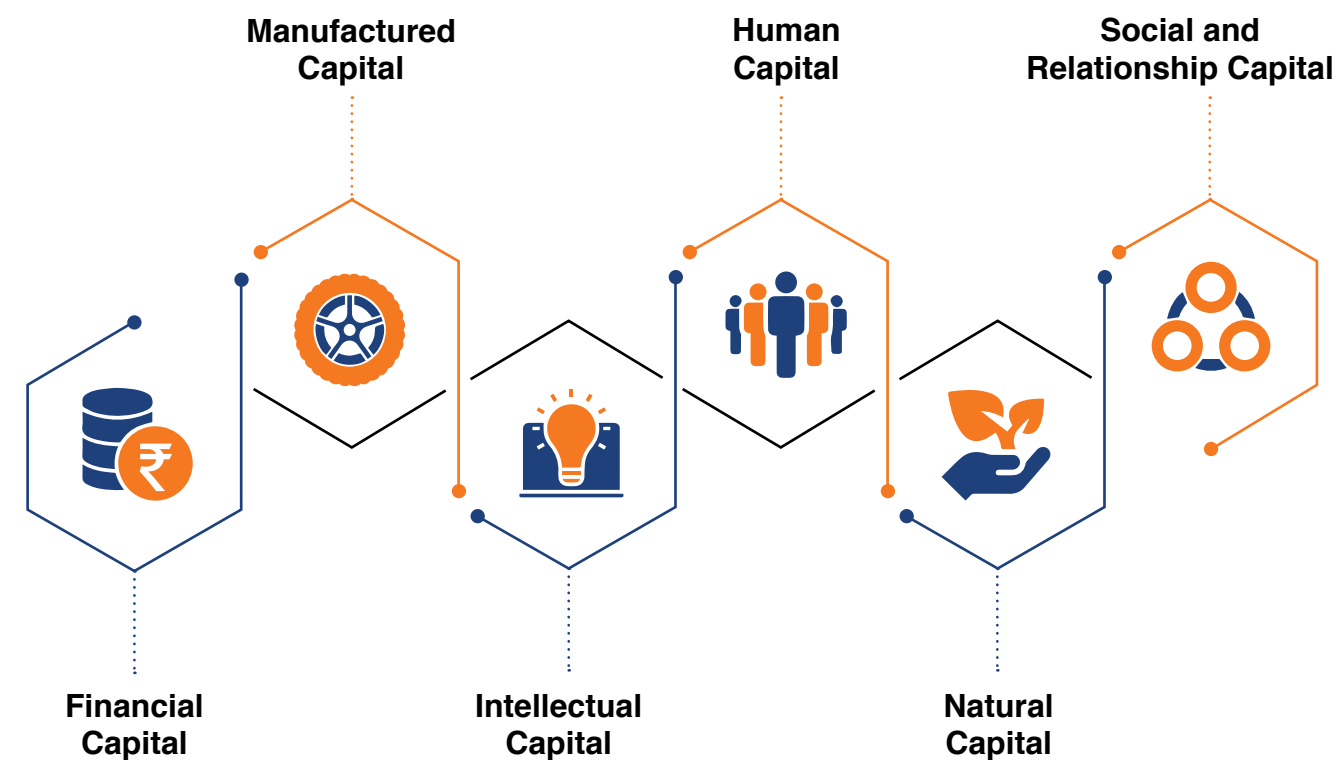 Manufactured
Capital
Human
Capital
Social and
Relationship Capital
₹
Financial
Capital
Intellectual
Capital
Natural
Capital